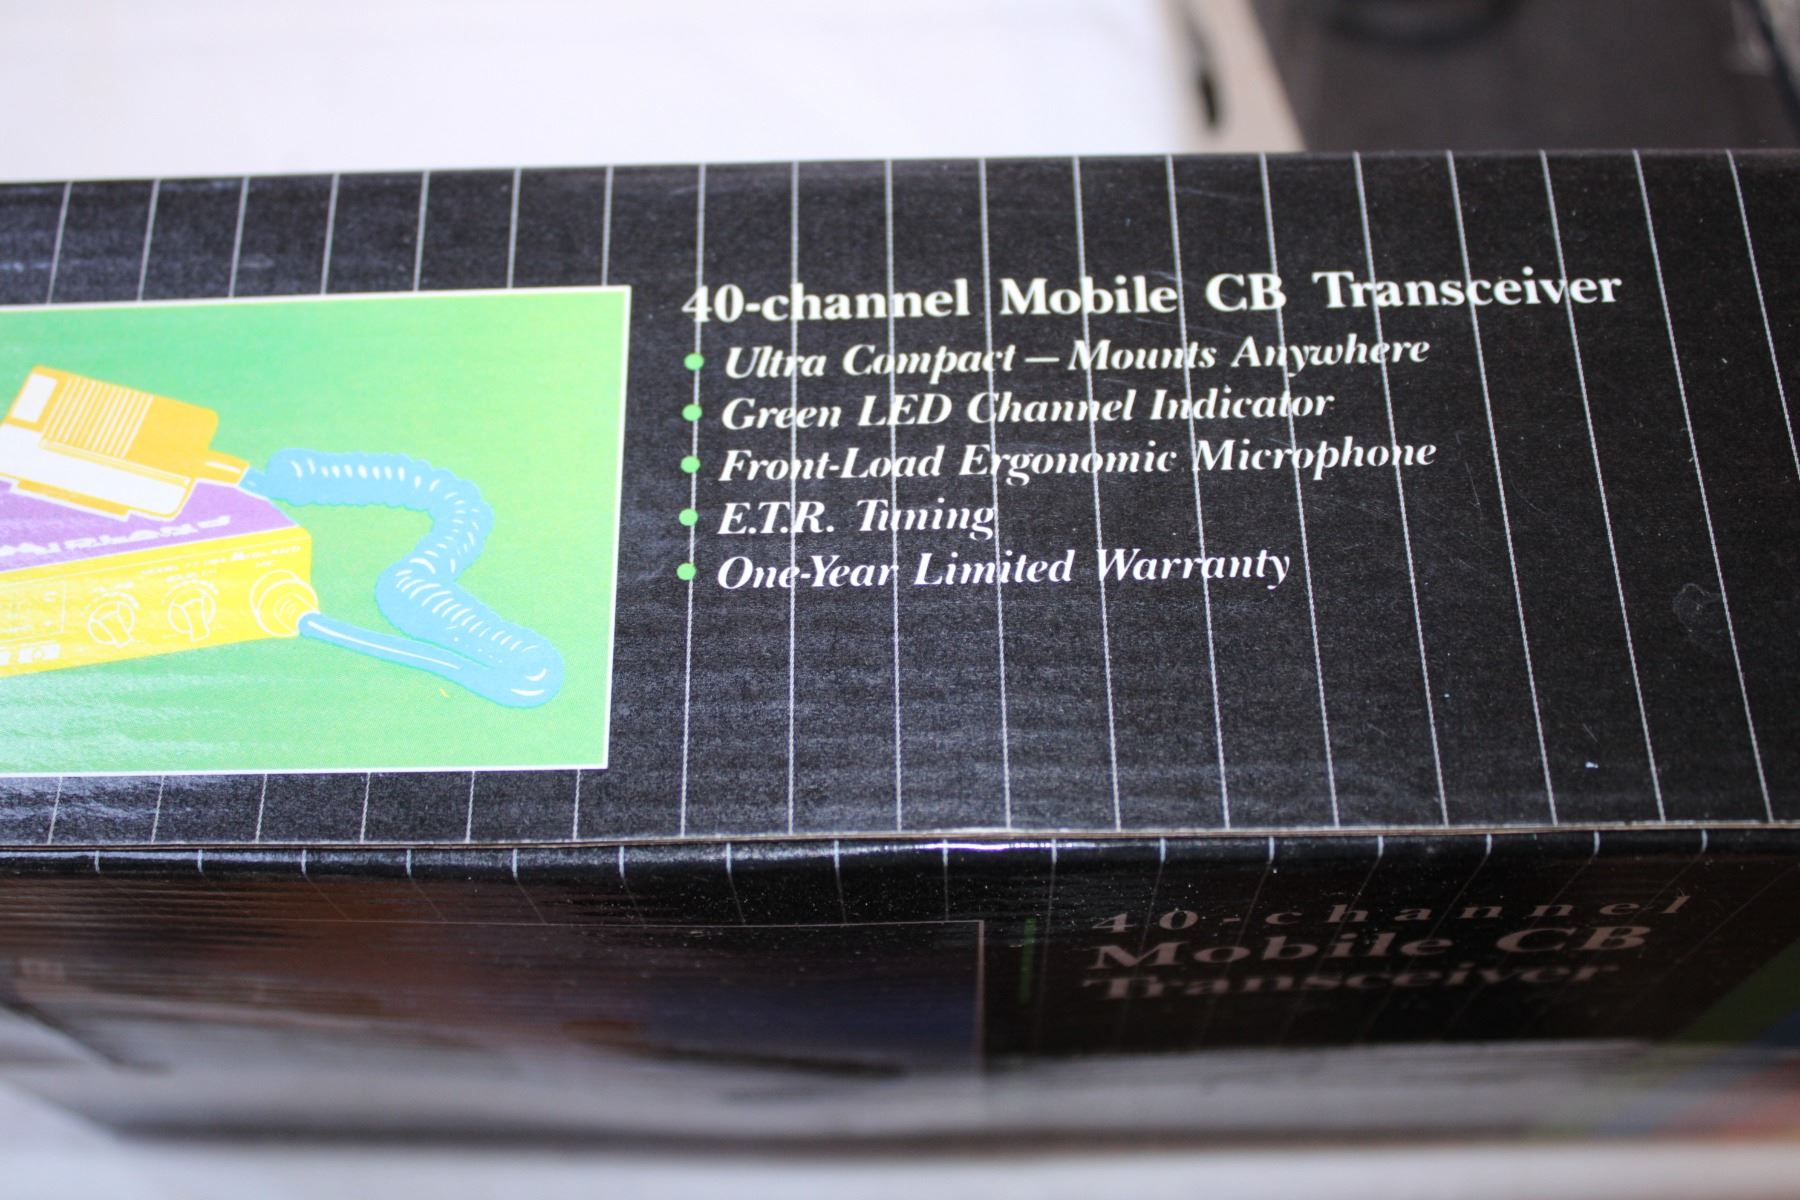 40-channel Mobile CB Transceiver
• Ultra Compact — Mounts Anywhere
• Green LED Channel Indicator
• Front-Load Ergonomic Microphone
• E.T.R. Tuning
• One-Year Limited Warranty
MIDLAND
40-channel
Mobile CB
Transceiver